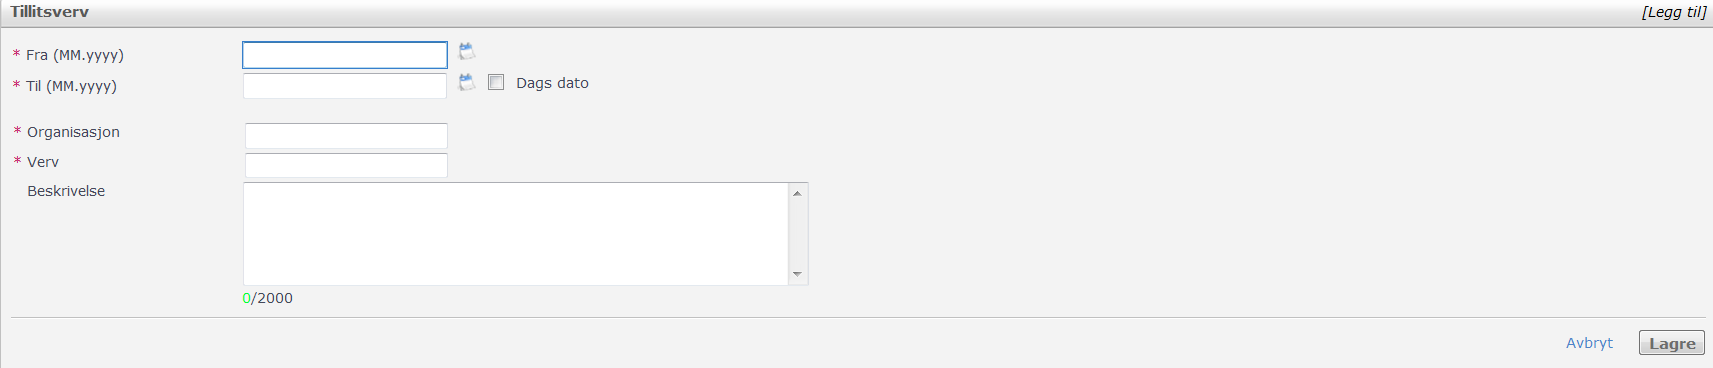 Tillitsverv [Legg til]
* Fra (MM.yyyy)
* Til (MM.yyyy) Dags dato
* Organisasjon
* Verv
Beskrivelse
0/2000
Avbryt Lagre